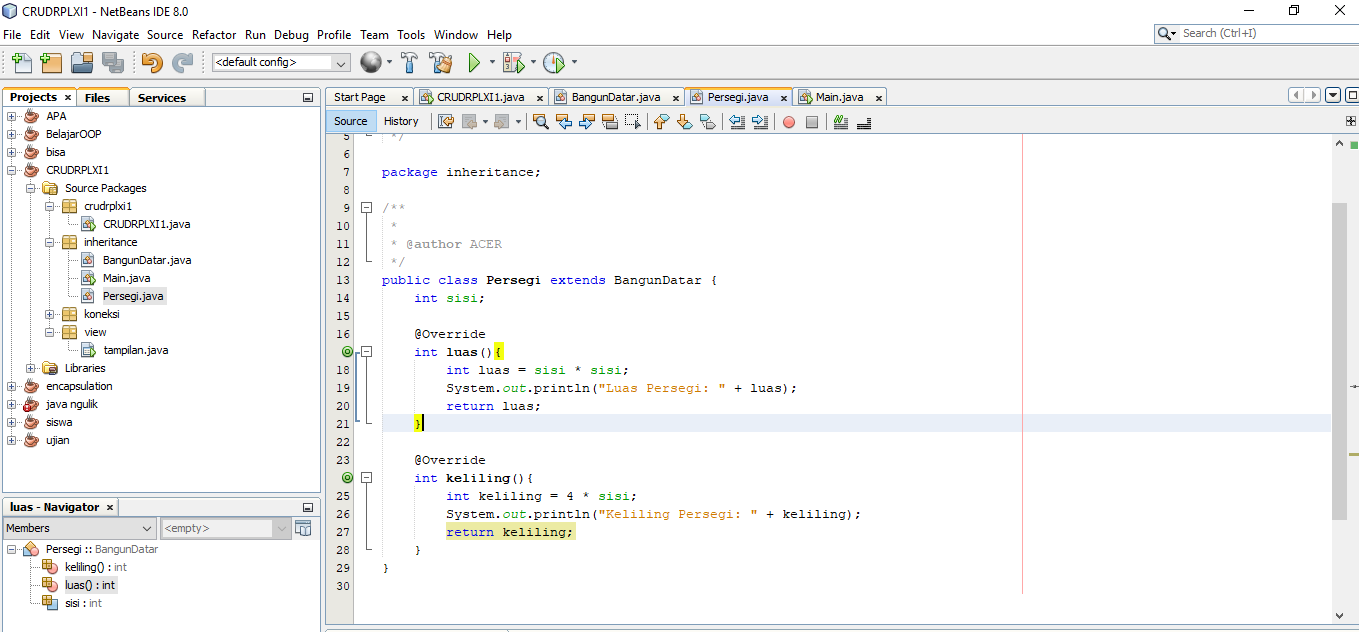 CRUDRPLXI1 - NetBeans IDE 8.0
File Edit View Navigate Source Refactor Run Debug Profile Team Tools Window Help
Search (Ctrl+I)
<default config>
Projects × Files Services
APA
BelajarOOP
bisa
CRUDRPLXI1
Source Packages
crudrplxi1
CRUDRPLXI1.java
inheritance
BangunDatar.java
Main.java
Persegi.java
koneksi
view
tampilan.java
Libraries
encapsulation
java ngulik
siswa
ujian
luas - Navigator ×
Members <empty>
Persegi :: BangunDatar
keliling() : int
luas() : int
sisi : int
Start Page × CRUDRPLXI1.java × BangunDatar.java × Persegi.java × Main.java ×
Source History
5 */
6
7 package inheritance;
8
9 /**
10 *
11 * @author ACER
12 */
13 public class Persegi extends BangunDatar {
14 int sisi;
15
16 @Override
int luas(){
18 int luas = sisi * sisi;
19 System.out.println("Luas Persegi: " + luas);
20 return luas;
21 }
22
23 @Override
int keliling(){
25 int keliling = 4 * sisi;
26 System.out.println("Keliling Persegi: " + keliling);
27 return keliling;
28 }
29 }
30